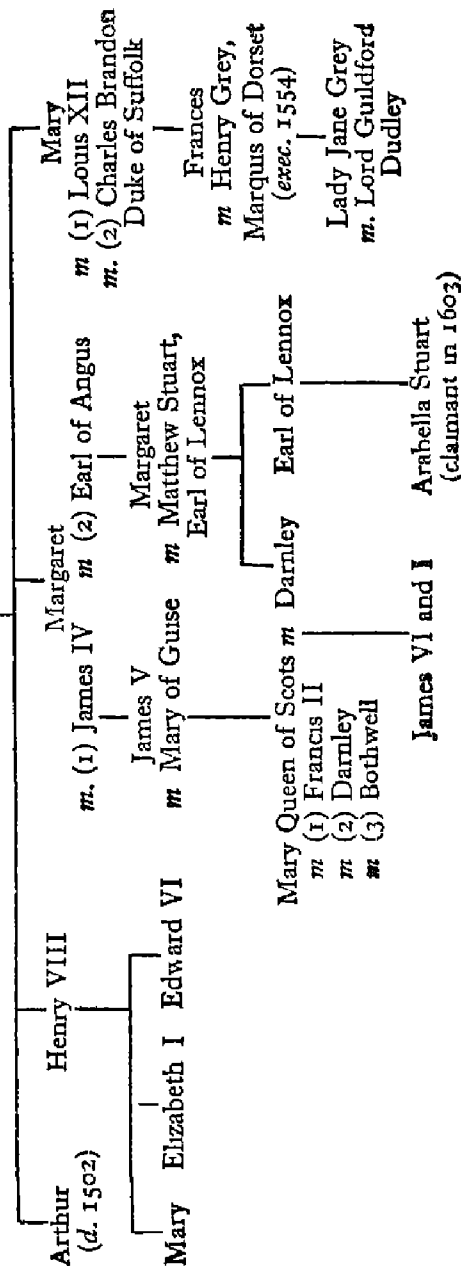 Arthur
(d. 1502)
Henry VIII
Mary
Elizabeth I
Edward VI
Margaret
m. (1) James IV
m (2) Earl of Angus
James V
m Mary of Guise
Margaret
m Matthew Stuart,
Earl of Lennox
Mary Queen of Scots m Darnley
m (1) Francis II
m (2) Darnley
m (3) Bothwell
Earl of Lennox
James VI and I
Arabella Stuart
(claimant in 1603)
Mary
m (1) Louis XII
m. (2) Charles Brandon
Duke of Suffolk
Frances
m Henry Grey,
Marquis of Dorset
(exec. 1554)
Lady Jane Grey
m. Lord Guildford
Dudley